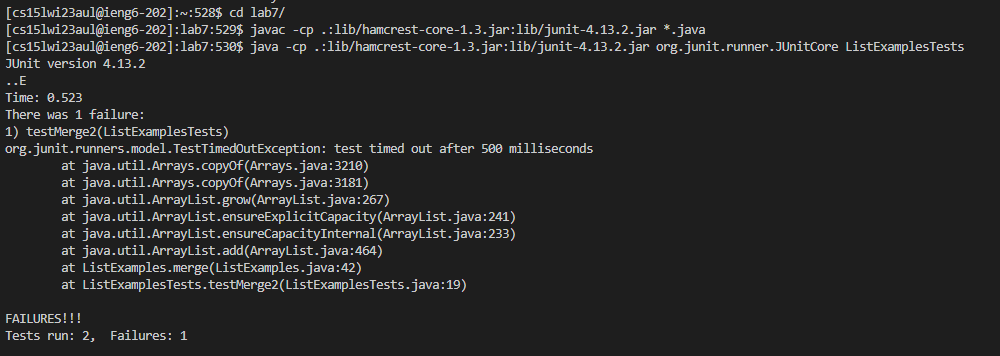 [cs15lwi23aul@ieng6-202]:~:528$ cd lab7/
[cs15lwi23aul@ieng6-202]:lab7:529$ javac -cp .:lib/hamcrest-core-1.3.jar:lib/junit-4.13.2.jar *.java
[cs15lwi23aul@ieng6-202]:lab7:530$ java -cp .:lib/hamcrest-core-1.3.jar:lib/junit-4.13.2.jar org.junit.runner.JUnitCore ListExamplesTests
JUnit version 4.13.2
..E
Time: 0.523
There was 1 failure:
1) testMerge2(ListExamplesTests)
org.junit.runners.model.TestTimedOutException: test timed out after 500 milliseconds
        at java.util.Arrays.copyOf(Arrays.java:3210)
        at java.util.Arrays.copyOf(Arrays.java:3181)
        at java.util.ArrayList.grow(ArrayList.java:267)
        at java.util.ArrayList.ensureExplicitCapacity(ArrayList.java:241)
        at java.util.ArrayList.ensureCapacityInternal(ArrayList.java:233)
        at java.util.ArrayList.add(ArrayList.java:464)
        at ListExamples.merge(ListExamples.java:42)
        at ListExamplesTests.testMerge2(ListExamplesTests.java:19)

FAILURES!!!
Tests run: 2,  Failures: 1